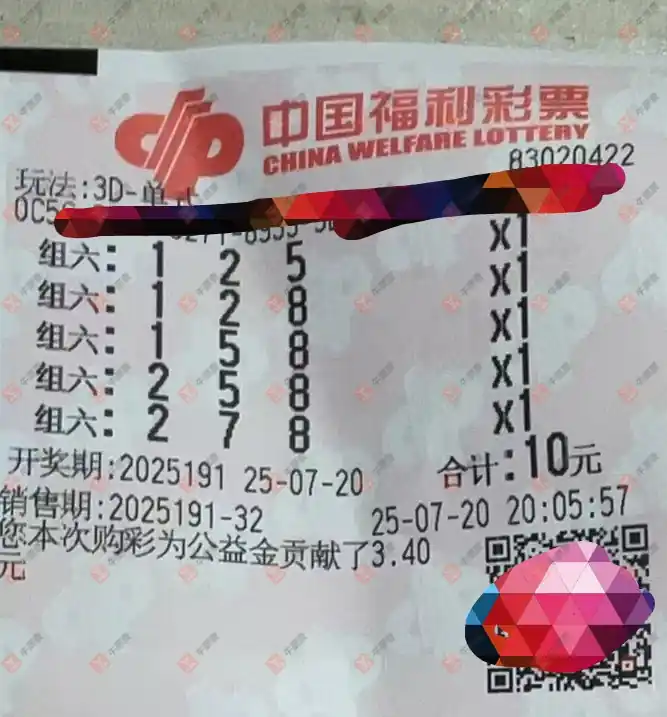 中国福利彩票
CHINA WELFARE LOTTERY
83020422
玩法:3D-单式
组六: 1 2 5 X1
组六: 1 2 8 X1
组六: 1 5 8 X1
组六: 2 5 8 X1
组六: 2 7 8 X1
开奖期:2025191 25-07-20 合计:10元
销售期:2025191-32 25-07-20 20:05:57
您本次购彩为公益金贡献了3.40
元